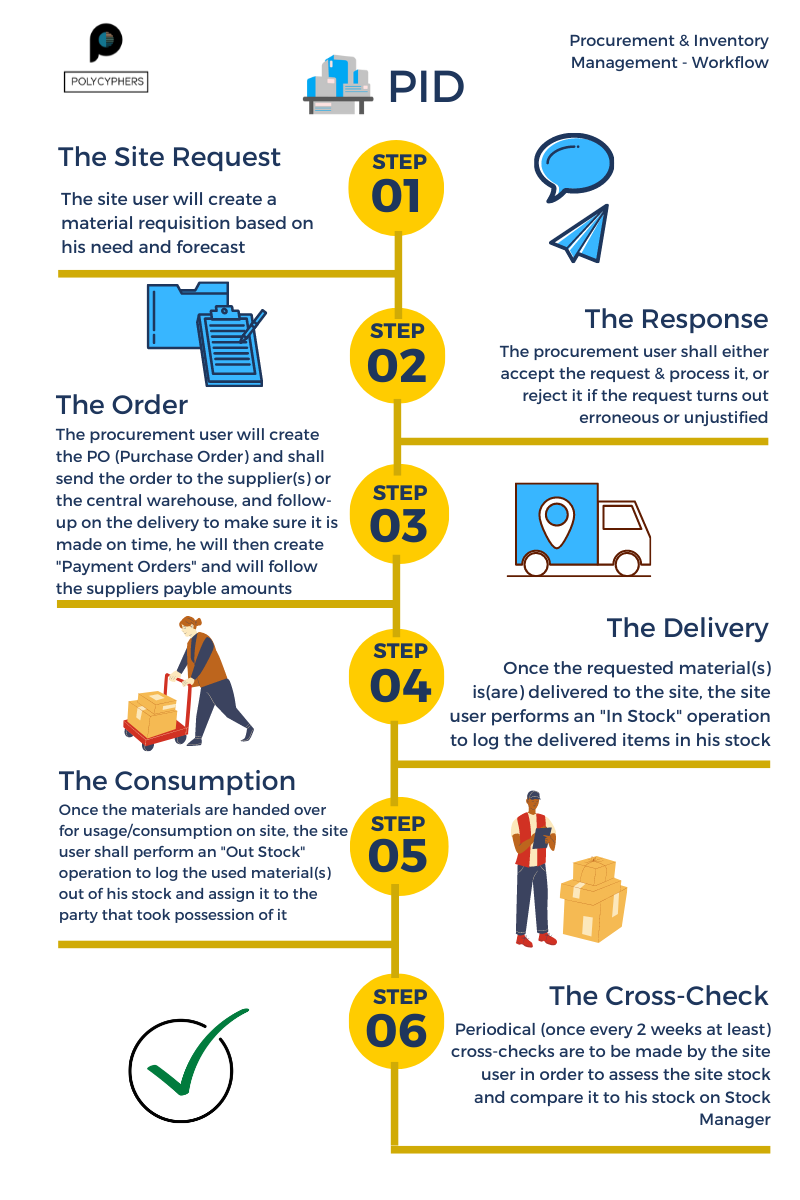 POLYCYPHERS
PID
Procurement & Inventory
Management - Workflow
The Site Request
The site user will create a
material requisition based on
his need and forecast
STEP
01
STEP
02
The Response
The procurement user shall either
accept the request & process it, or
reject it if the request turns out
erroneous or unjustified
The Order
The procurement user will create
the PO (Purchase Order) and shall
send the order to the supplier(s) or
the central warehouse, and follow-
up on the delivery to make sure it is
made on time, he will then create
"Payment Orders" and will follow
the suppliers payble amounts
STEP
03
STEP
04
The Delivery
Once the requested material(s)
is(are) delivered to the site, the site
user performs an "In Stock" operation
to log the delivered items in his stock
The Consumption
Once the materials are handed over
for usage/consumption on site, the site
user shall perform an "Out Stock"
operation to log the used material(s)
out of his stock and assign it to the
party that took possession of it
STEP
05
STEP
06
The Cross-Check
Periodical (once every 2 weeks at least)
cross-checks are to be made by the site
user in order to assess the site stock
and compare it to his stock on Stock
Manager